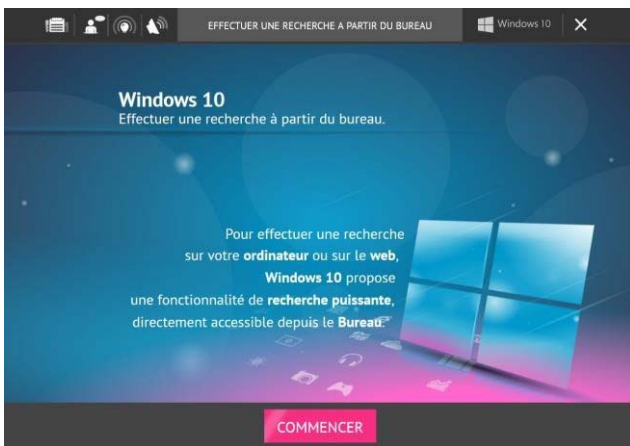 EFFECTUER UNE RECHERCHE A PARTIR DU BUREAU
Windows 10
Windows 10
Effectuer une recherche à partir du bureau.
Pour effectuer une recherche
sur votre ordinateur ou sur le web,
Windows 10 propose
une fonctionnalité de recherche puissante,
directement accessible depuis le Bureau.
COMMENCER